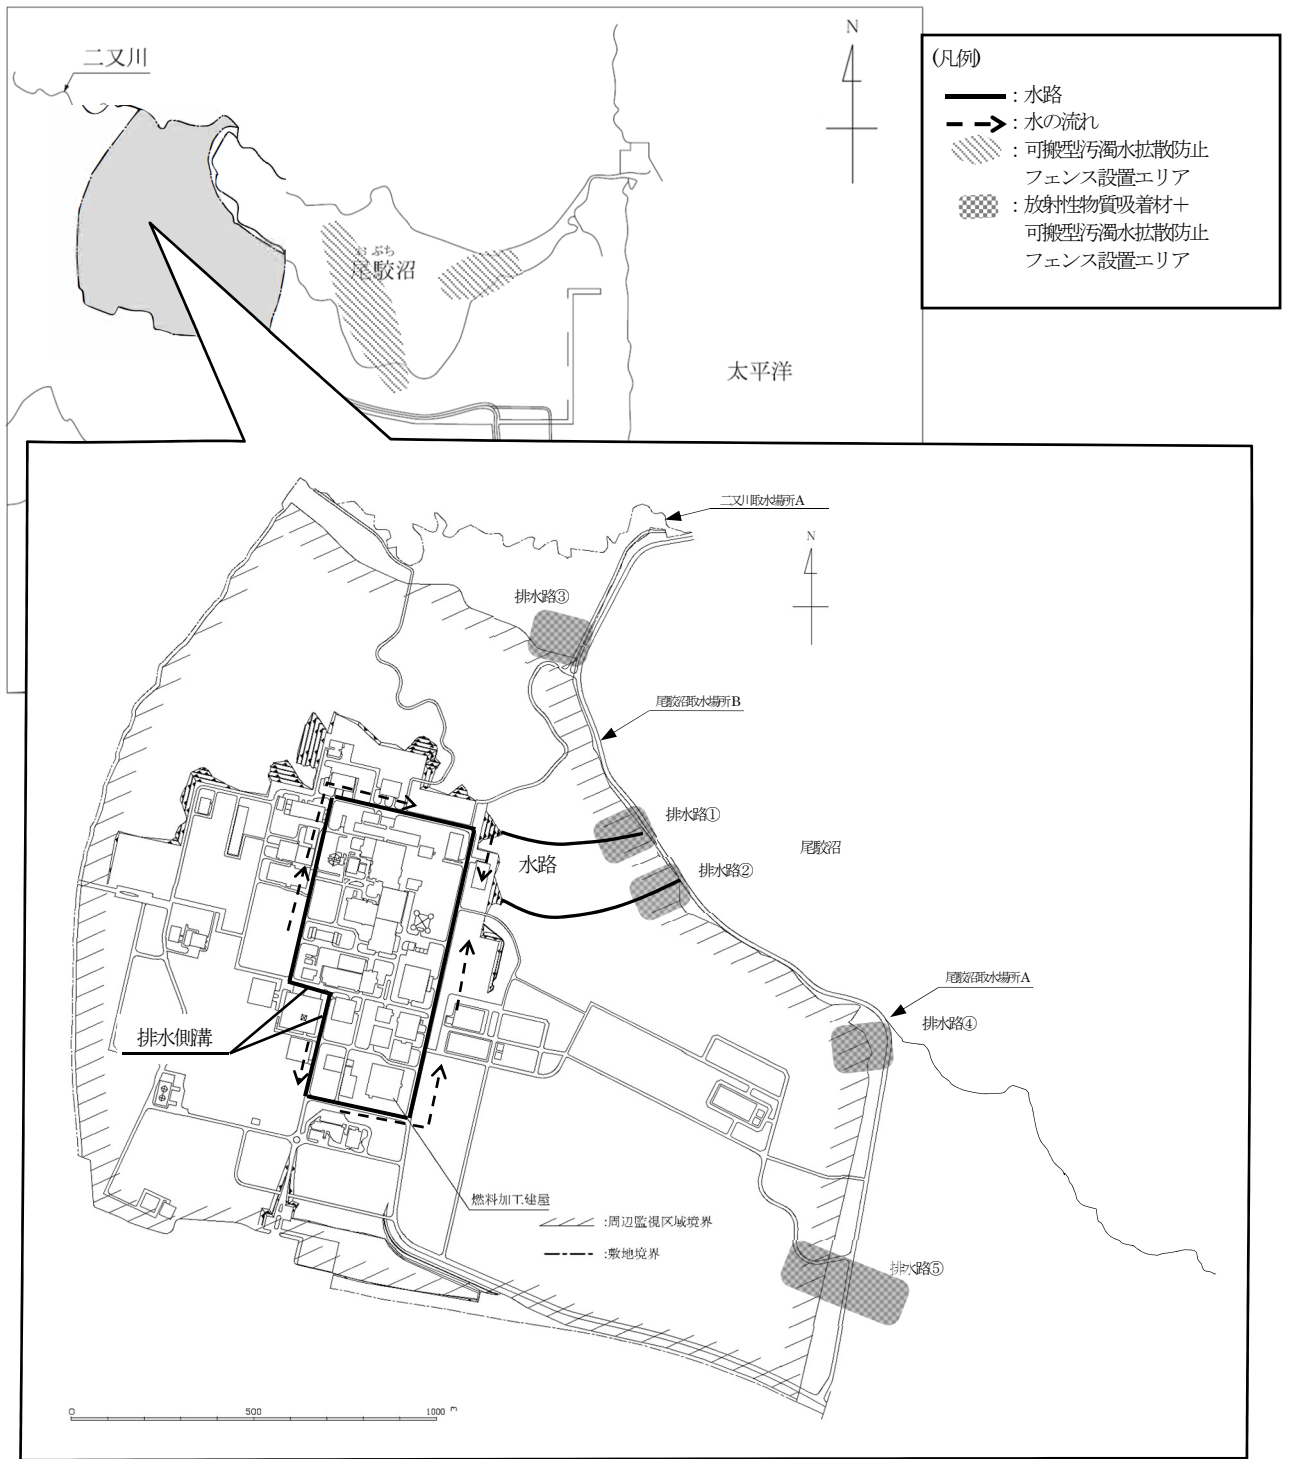 二又川
N
(凡例)
:水路
:水の流れ
:可搬型汚濁水拡散防止
フェンス設置エリア
:放射性物質吸着材＋
可搬型汚濁水拡散防止
フェンス設置エリア
おぶち
尾駮沼
太平洋
二又川取水場所A
N
排水路③
尾駮沼取水場所B
排水路①
水路
尾駮沼
排水路②
尾駮沼取水場所A
排水路④
排水側溝
燃料加工建屋
:周辺監視区域境界
:敷地境界
排水路⑤
0 500 1000 m